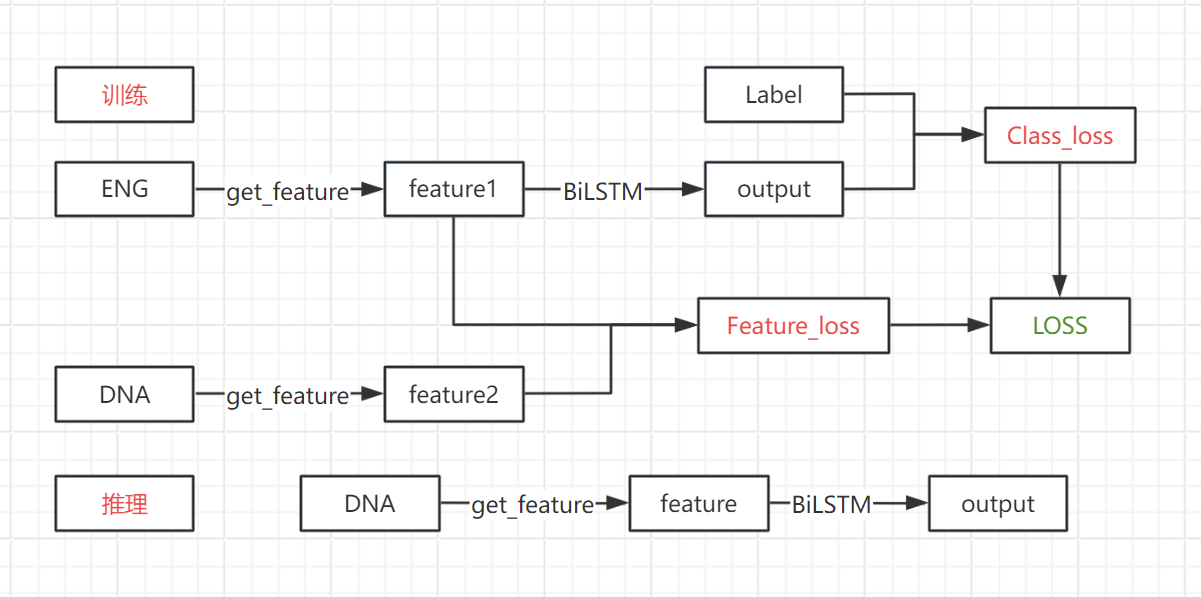 训练
Label
Class_loss
ENG
get_feature
feature1
BiLSTM
output
Feature_loss
LOSS
DNA
get_feature
feature2
推理
DNA
get_feature
feature
BiLSTM
output